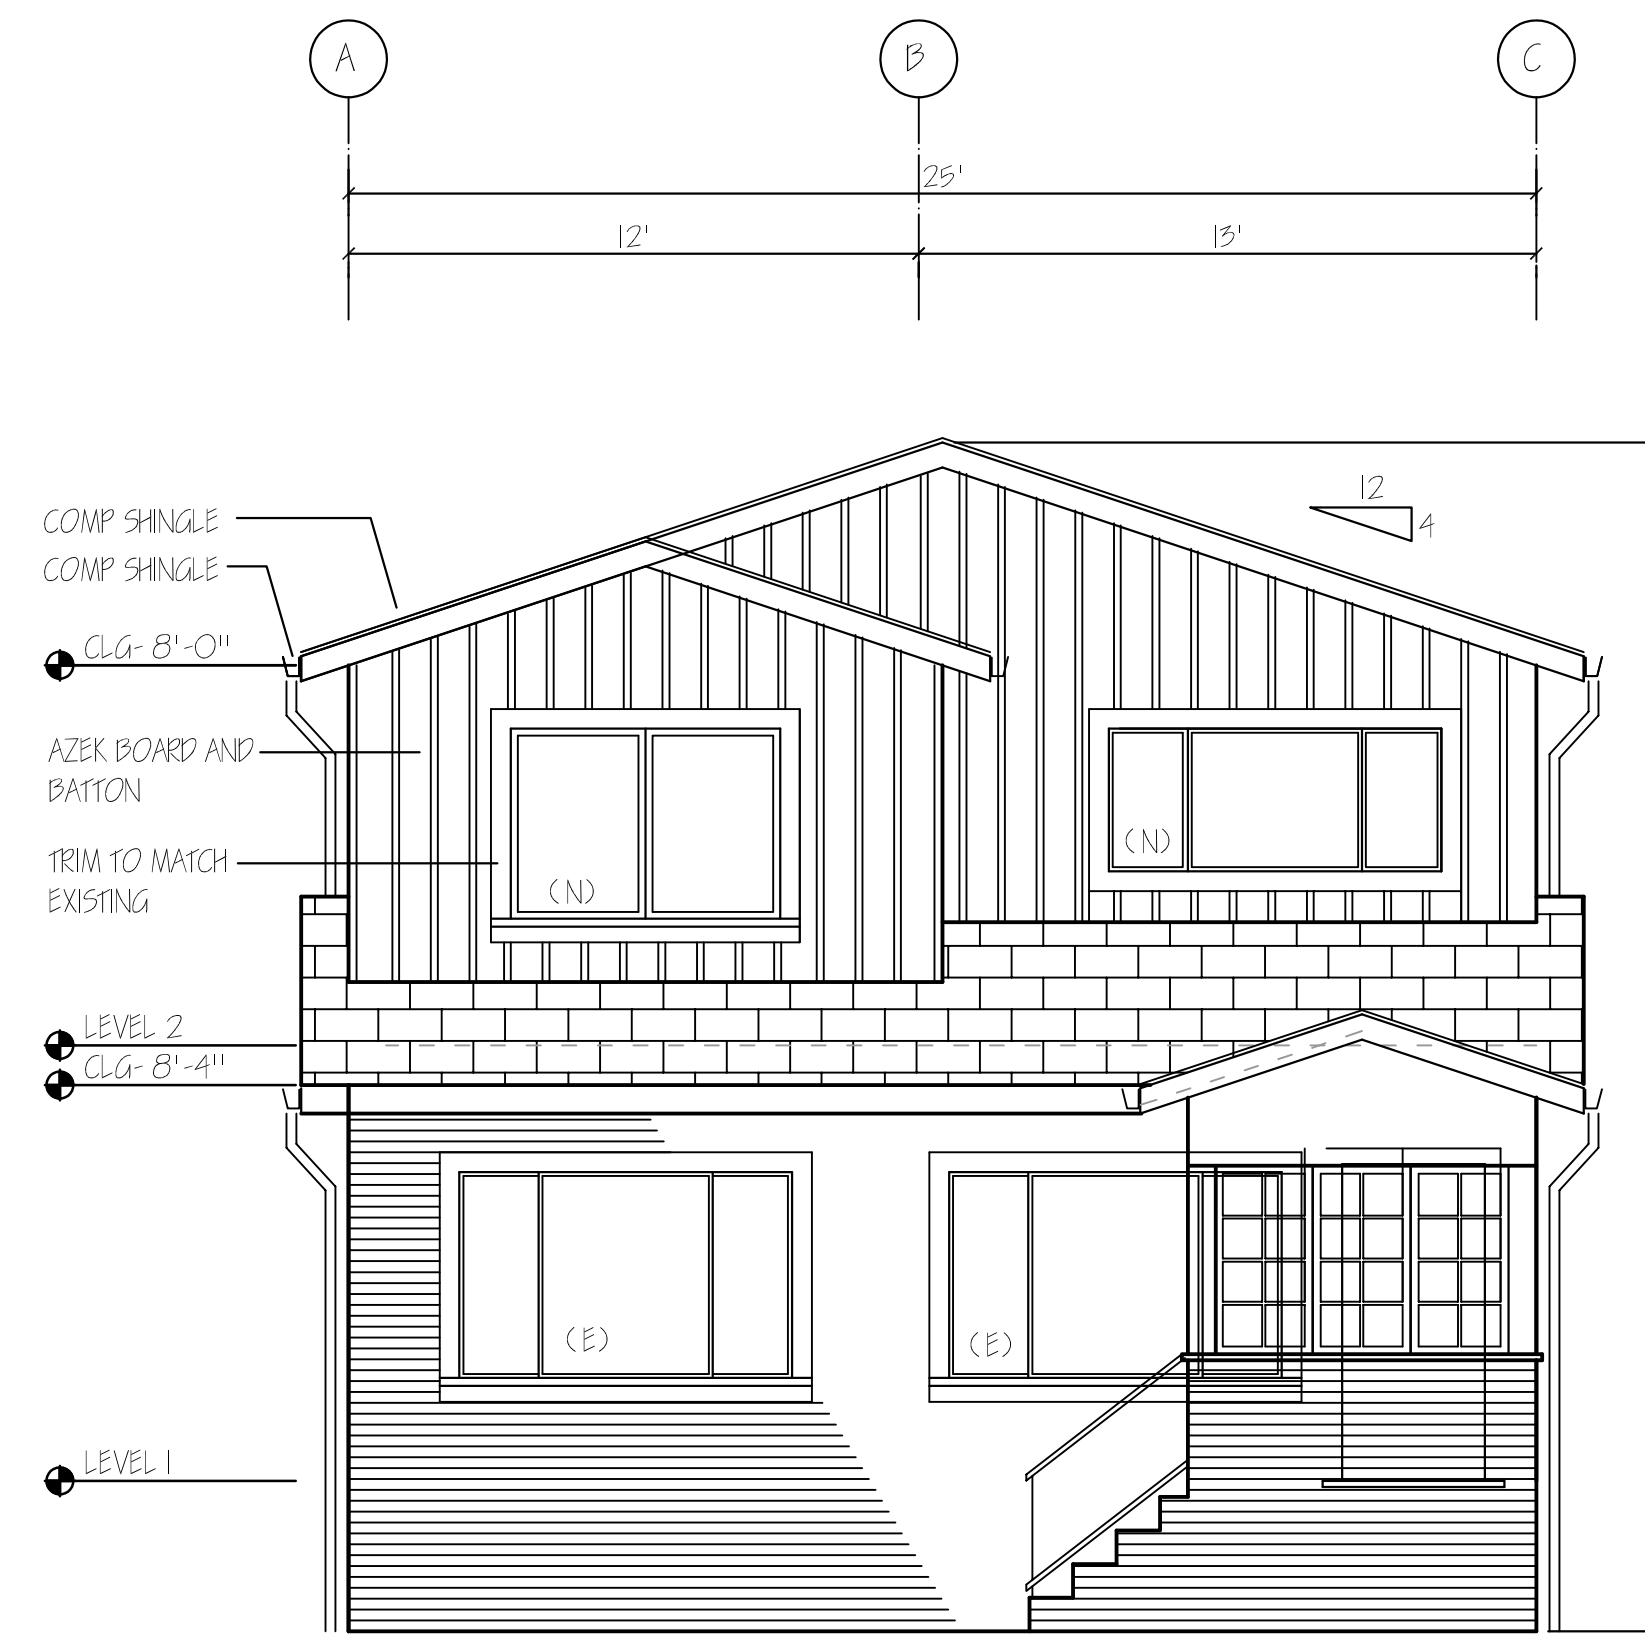 A
B
C
25'
12'
13'
12
4
COMP SHINGLE
COMP SHINGLE
CLG- 8'-0"
AZEK BOARD AND
BATTON
TRIM TO MATCH
EXISTING
(N)
(N)
LEVEL 2
CLG- 8'-4"
(E)
(E)
LEVEL 1